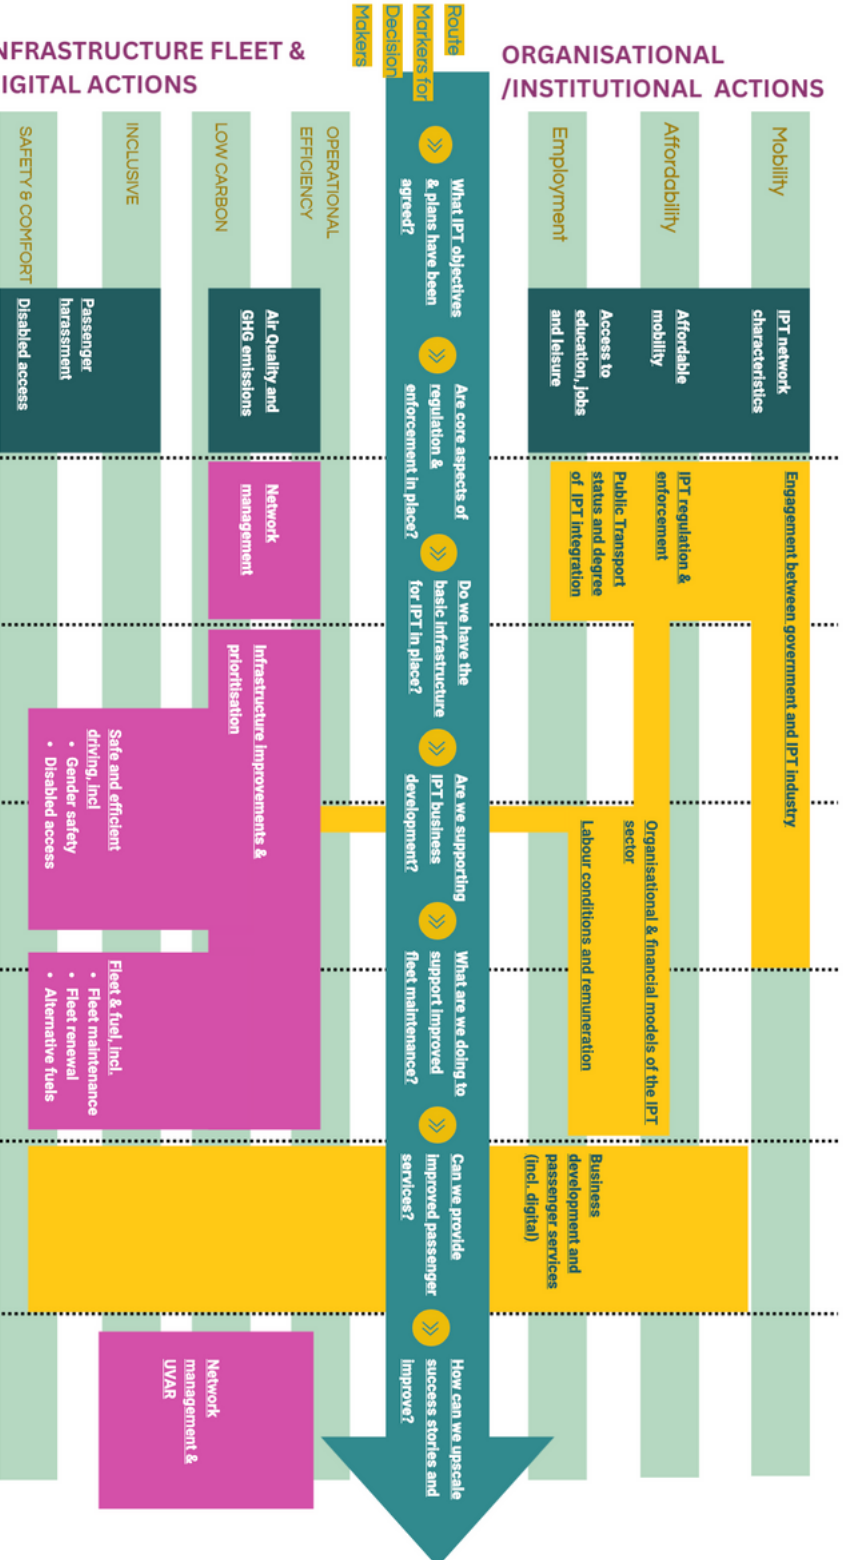 ORGANISATIONAL
/INSTITUTIONAL ACTIONS
Mobility
Affordability
Employment
IPT network
characteristics
Affordable
mobility
Access to
education, jobs
and leisure
Engagement between government and IPT industry
IPT regulation &
enforcement
Public Transport
status and degree
of IPT integration
Organisational & financial models of the IPT
sector
Labour conditions and remuneration
Business
development and
passenger services
(incl. digital)
Route
Markers for
Decision
Makers
What IPT objectives
& plans have been
agreed?
Are core aspects of
regulation &
enforcement in place?
Do we have the
basic infrastructure
for IPT in place?
Are we supporting
IPT business
development?
What are we doing to
support improved
fleet maintenance?
Can we provide
improved passenger
services?
How can we upscale
success stories and
improve?
NFRASTRUCTURE FLEET &
IGITAL ACTIONS
OPERATIONAL
EFFICIENCY
LOW CARBON
INCLUSIVE
SAFETY & COMFORT
Air Quality and
GHG emissions
Passenger
harassment
Disabled access
Network
management
Infrastructure improvements &
prioritisation
Safe and efficient
driving, incl
• Gender safety
• Disabled access
Fleet & fuel, incl.
• Fleet maintenance
• Fleet renewal
• Alternative fuels
Network
management &
UVAR